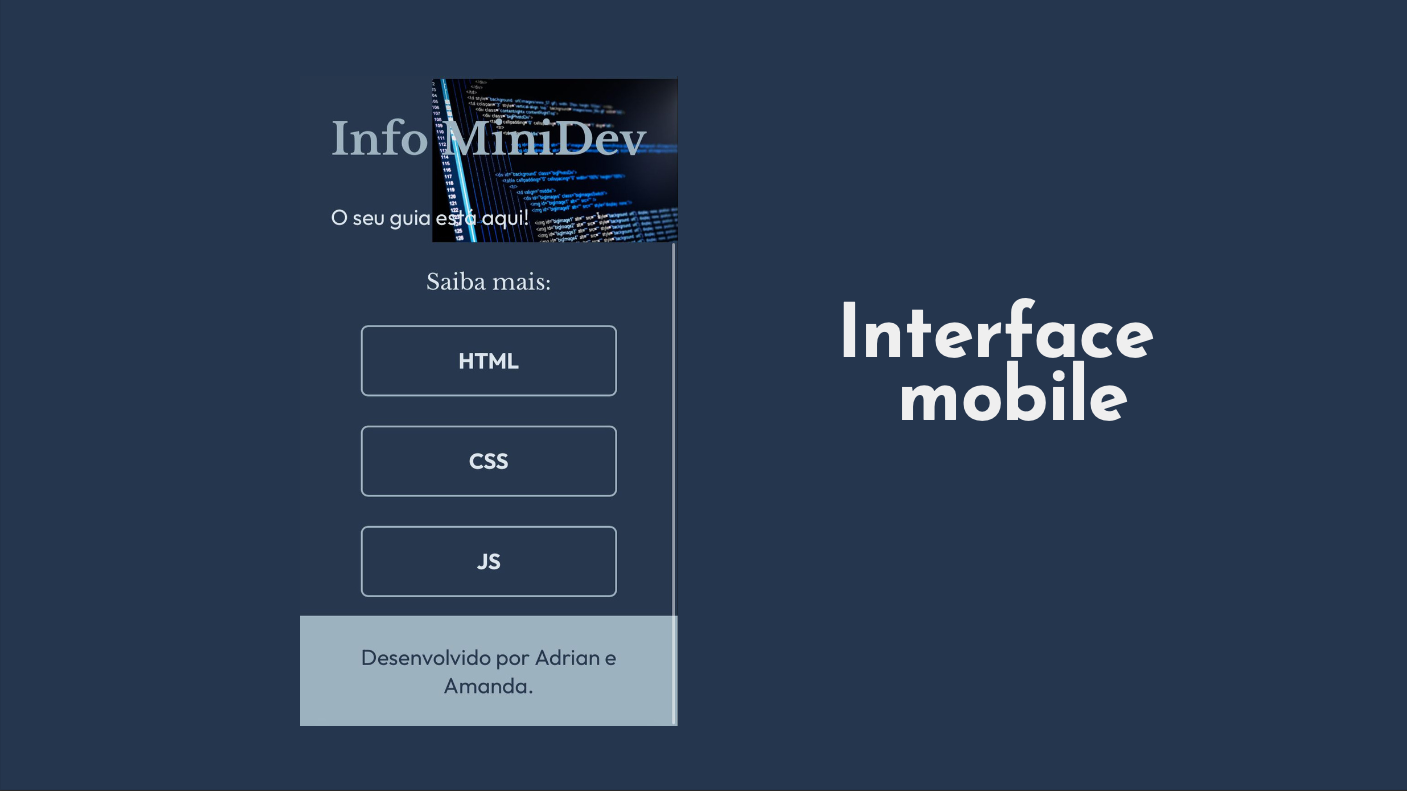 Info MiniDev
O seu guia está aqui!
Saiba mais:
HTML
CSS
JS
Desenvolvido por Adrian e
Amanda.
Interface
mobile